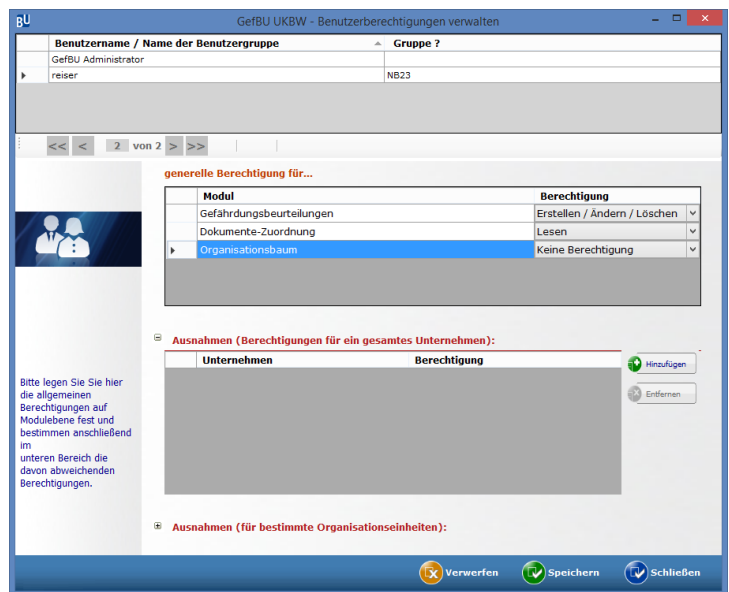 BU GefBU UKBW - Benutzerberechtigungen verwalten
Benutzername / Name der Benutzergruppe Gruppe ?
GefBU Administrator
reiser NB23
<< < 2 von 2 > >>
generelle Berechtigung für...
Modul Berechtigung
Gefährdungsbeurteilungen Erstellen / Ändern / Löschen
Dokumente-Zuordnung Lesen
Organisationsbaum Keine Berechtigung
Ausnahmen (Berechtigungen für ein gesamtes Unternehmen):
Unternehmen Berechtigung
Hinzufügen
Entfernen
Bitte legen Sie Sie hier
die allgemeinen
Berechtigungen auf
Modulebene fest und
bestimmen anschließend
im
unteren Bereich die
davon abweichenden
Berechtigungen.
Ausnahmen (für bestimmte Organisationseinheiten):
Verwerfen Speichern Schließen